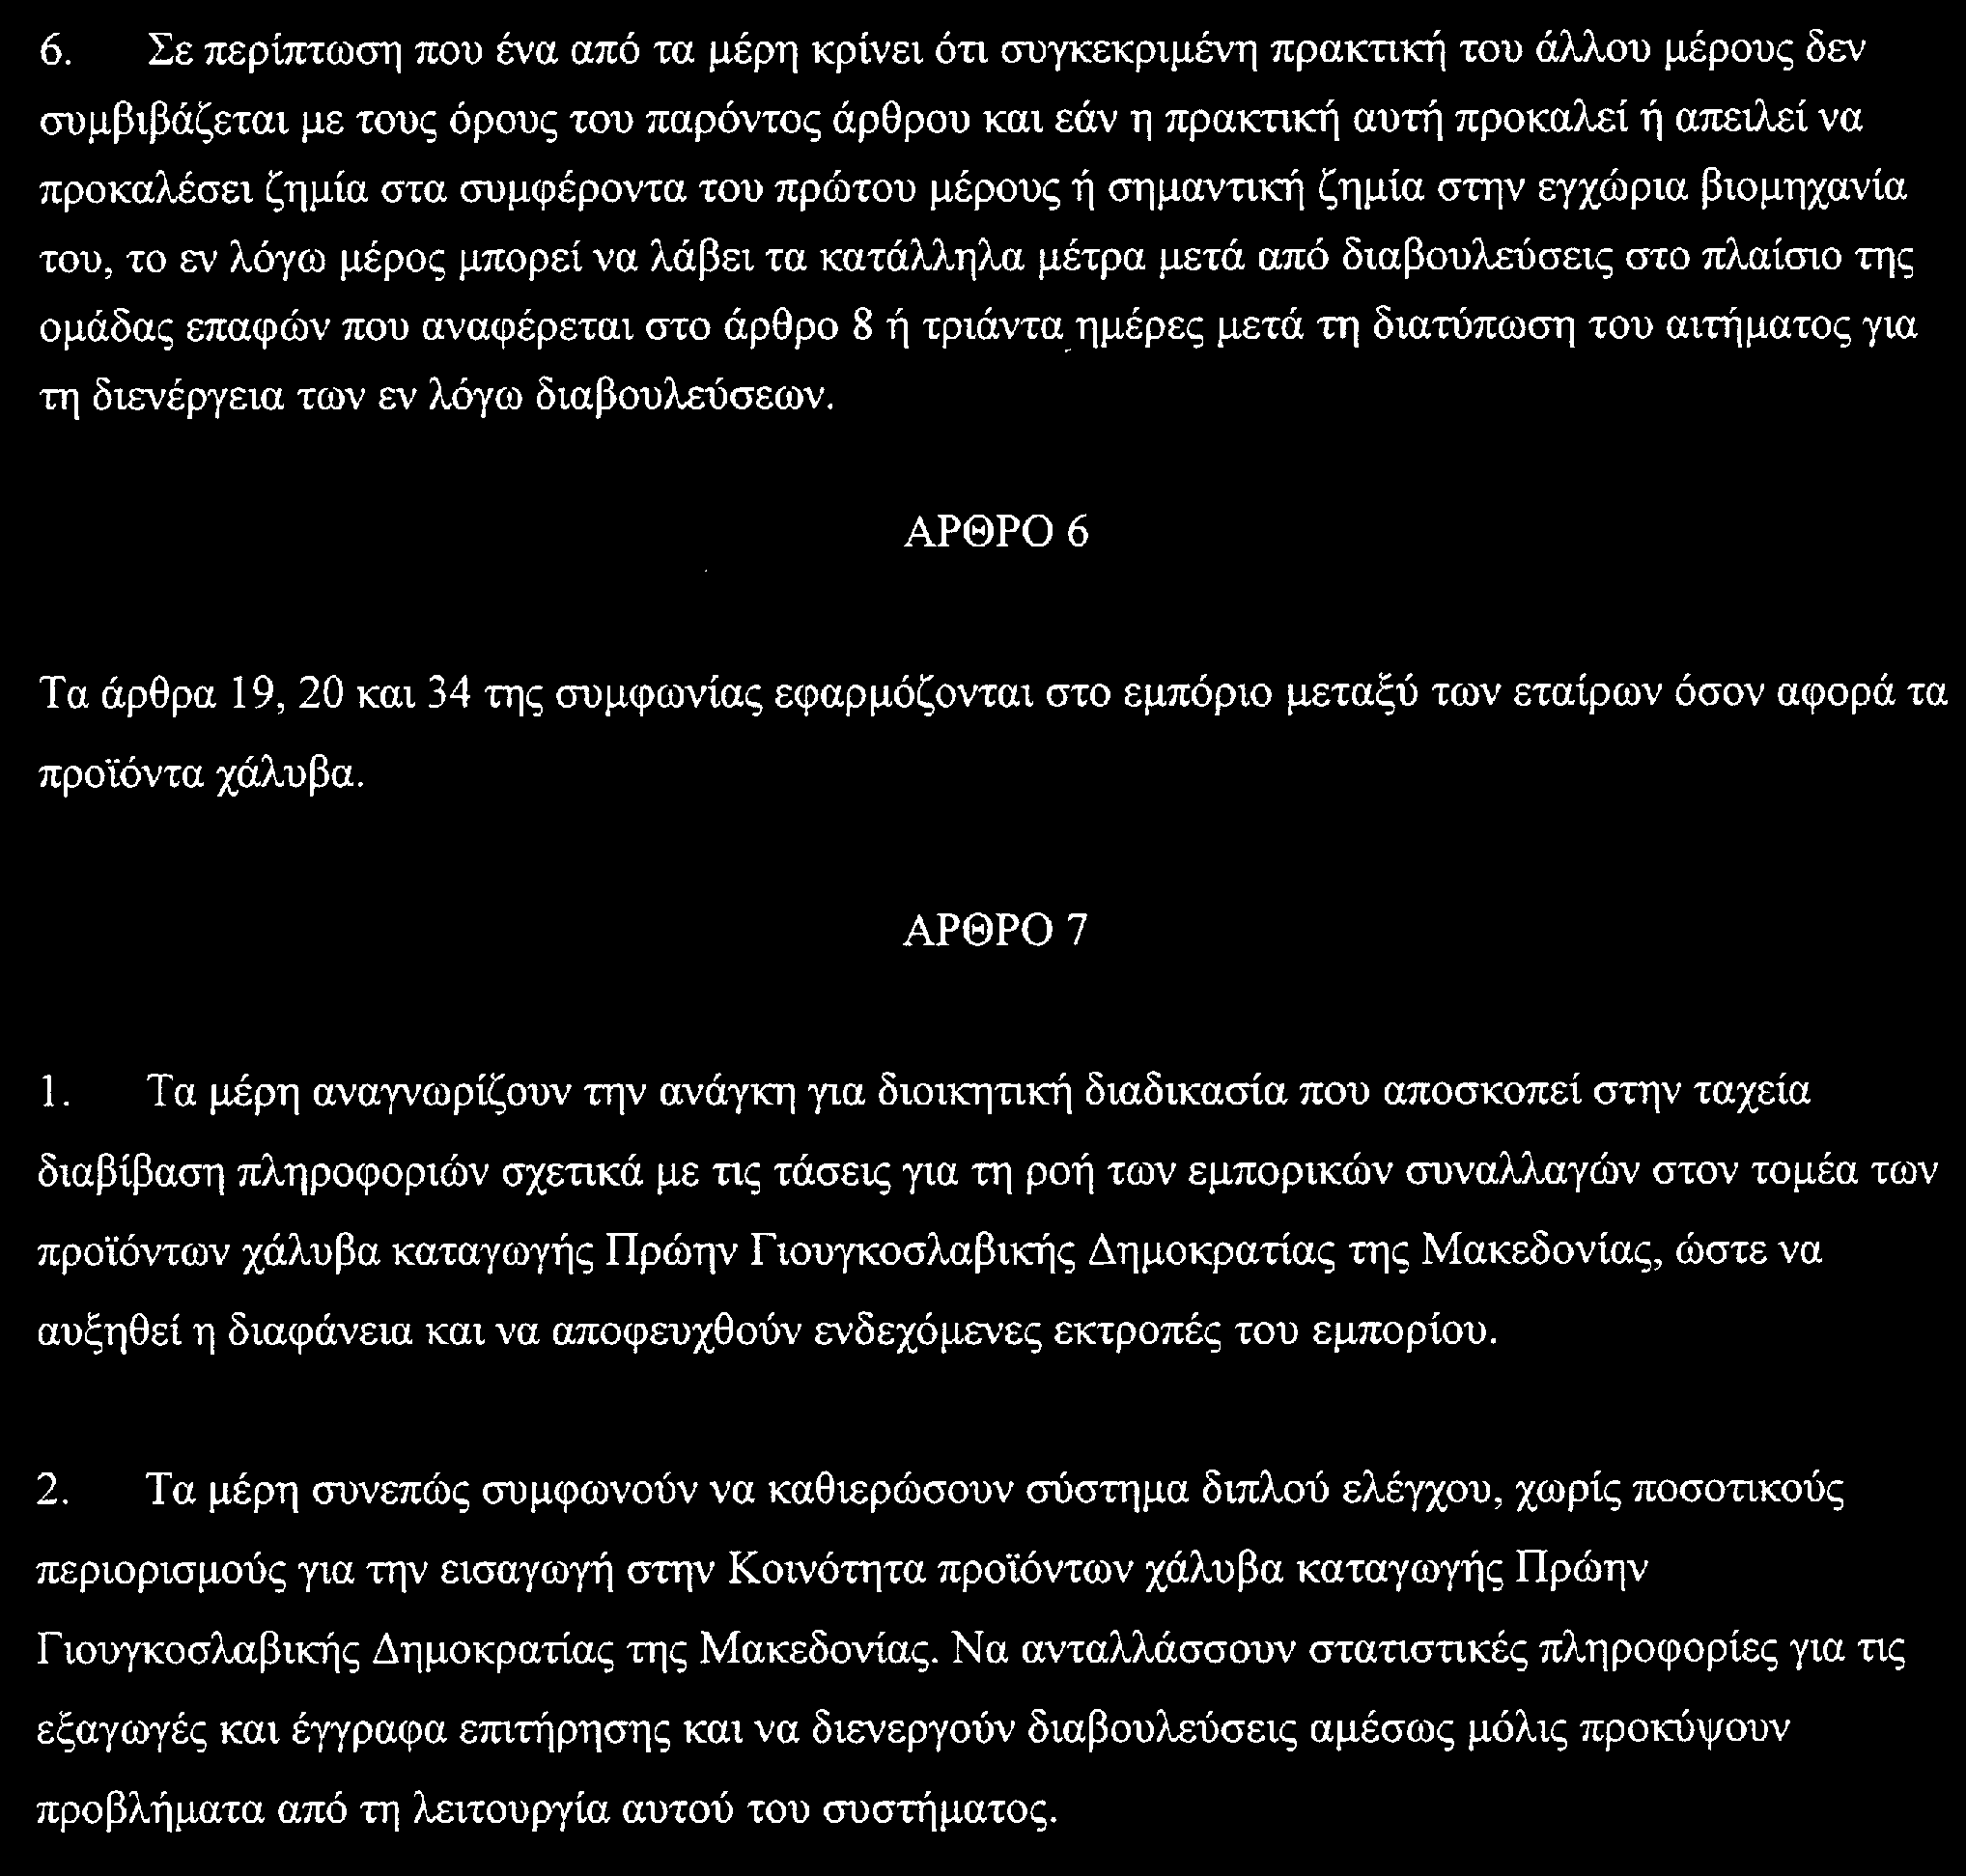 6. Σε περίπτωση που ένα από τα μέρη κρίνει ότι συγκεκριμένη πρακτική του άλλου μέρους δεν
συμβιβάζεται με τους όρους του παρόντος άρθρου και εάν η πρακτική αυτή προκαλεί ή απειλεί να
προκαλέσει ζημία στα συμφέροντα του πρώτου μέρους ή σημαντική ζημία στην εγχώρια βιομηχανία
του, το εν λόγω μέρος μπορεί να λάβει τα κατάλληλα μέτρα μετά από διαβουλεύσεις στο πλαίσιο της
ομάδας επαφών που αναφέρεται στο άρθρο 8 ή τριάντα ημέρες μετά τη διατύπωση του αιτήματος για
τη διενέργεια των εν λόγω διαβουλεύσεων.
ΑΡΘΡΟ 6
Τα άρθρα 19, 20 και 34 της συμφωνίας εφαρμόζονται στο εμπόριο μεταξύ των εταίρων όσον αφορά τα
προϊόντα χάλυβα.
ΑΡΘΡΟ 7
1. Τα μέρη αναγνωρίζουν την ανάγκη για διοικητική διαδικασία που αποσκοπεί στην ταχεία
διαβίβαση πληροφοριών σχετικά με τις τάσεις για τη ροή των εμπορικών συναλλαγών στον τομέα των
προϊόντων χάλυβα καταγωγής Πρώην Γιουγκοσλαβικής Δημοκρατίας της Μακεδονίας, ώστε να
αυξηθεί η διαφάνεια και να αποφευχθούν ενδεχόμενες εκτροπές του εμπορίου.
2. Τα μέρη συνεπώς συμφωνούν να καθιερώσουν σύστημα διπλού ελέγχου, χωρίς ποσοτικούς
περιορισμούς για την εισαγωγή στην Κοινότητα προϊόντων χάλυβα καταγωγής Πρώην
Γιουγκοσλαβικής Δημοκρατίας της Μακεδονίας. Να ανταλλάσσουν στατιστικές πληροφορίες για τις
εξαγωγές και έγγραφα επιτήρησης και να διενεργούν διαβουλεύσεις αμέσως μόλις προκύψουν
προβλήματα από τη λειτουργία αυτού του συστήματος.